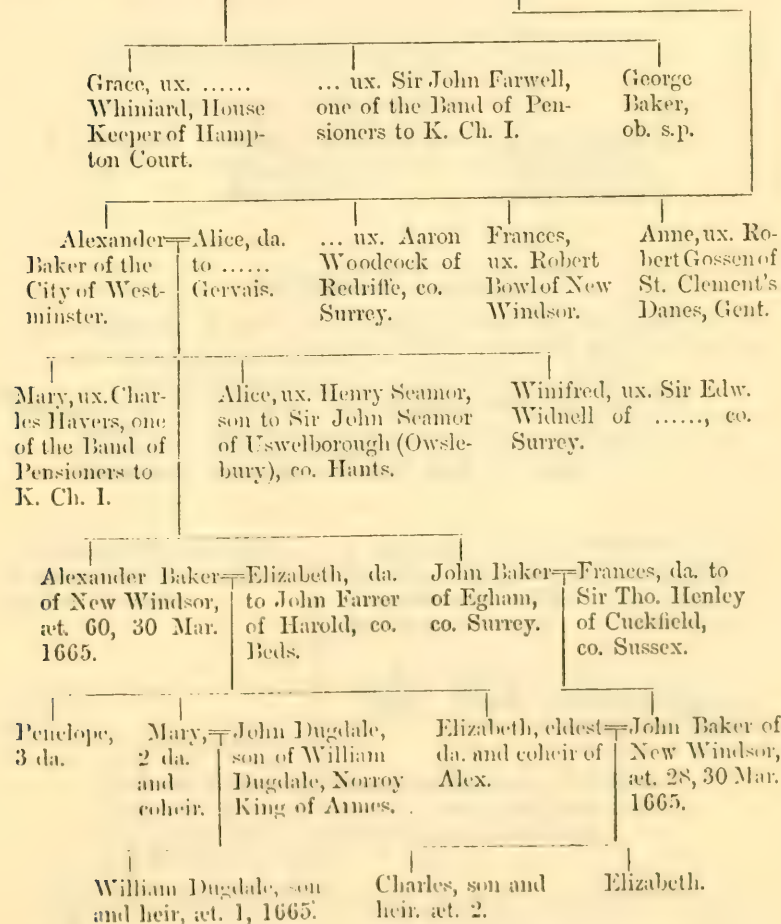 Grace, ux. ......
Whiniard, House
Keeper of Hamp-
ton Court.
... ux. Sir John Farwell,
one of the Band of Pen-
sioners to K. Ch. I.
George
Baker,
ob. s.p.
Alexander
Baker of the
City of West-
minster.
Alice, da.
to ......
Gervais.
... ux. Aaron
Woodcock of
Redriffe, co.
Surrey.
Frances,
ux. Robert
Bowl of New
Windsor.
Anne, ux. Ro-
bert Gossen of
St. Clement's
Danes, Gent.
Mary, ux. Char-
les Havers, one
of the Band of
Pensioners to
K. Ch. I.
Alice, ux. Henry Seamor,
son to Sir John Seamor
of Uswelborough (Owsle-
bury), co. Hants.
Winifred, ux. Sir Edw.
Widnell of ......, co.
Surrey.
Alexander Baker
of New Windsor,
æt. 60, 30 Mar.
1665.
Elizabeth, da.
to John Farrer
of Harold, co.
Beds.
John Baker
of Egham,
co. Surrey.
Frances, da. to
Sir Tho. Henley
of Cuckfield,
co. Sussex.
Penelope,
3 da.
Mary,
2 da.
and
coheir.
John Dugdale,
son of William
Dugdale, Norroy
King of Armes.
Elizabeth, eldest
da. and coheir of
Alex.
John Baker of
New Windsor,
æt. 28, 30 Mar.
1665.
William Dugdale, son
and heir, æt. 1, 1665.
Charles, son and
heir. æt. 2.
Elizabeth.